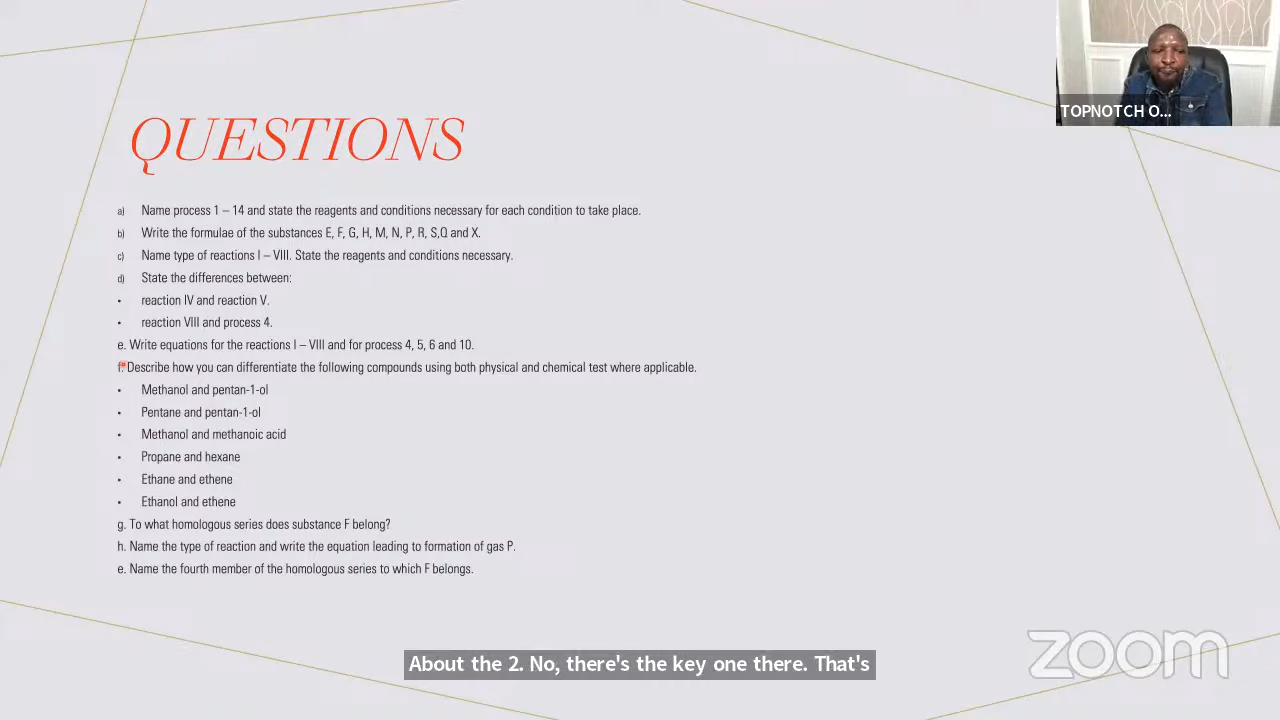 TOPNOTCH O...
QUESTIONS
a) Name process 1 – 14 and state the reagents and conditions necessary for each condition to take place.
b) Write the formulae of the substances E, F, G, H, M, N, P, R, S,Q and X.
c) Name type of reactions I – VIII. State the reagents and conditions necessary.
d) State the differences between:
• reaction IV and reaction V.
• reaction VIII and process 4.
e. Write equations for the reactions I – VIII and for process 4, 5, 6 and 10.
f. Describe how you can differentiate the following compounds using both physical and chemical test where applicable.
• Methanol and pentan-1-ol
• Pentane and pentan-1-ol
• Methanol and methanoic acid
• Propane and hexane
• Ethane and ethene
• Ethanol and ethene
g. To what homologous series does substance F belong?
h. Name the type of reaction and write the equation leading to formation of gas P.
e. Name the fourth member of the homologous series to which F belongs.
About the 2. No, there's the key one there. That's
zoom